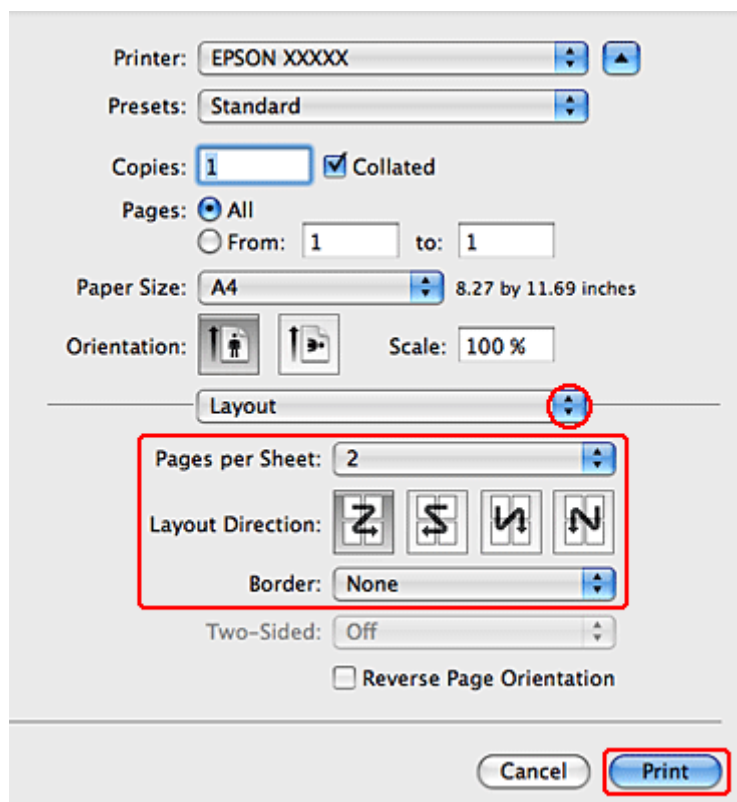 Printer: EPSON XXXXX
Presets: Standard
Copies: 1 Collated
Pages: All
From: 1 to: 1
Paper Size: A4 8.27 by 11.69 inches
Orientation: Scale: 100 %
Layout
Pages per Sheet: 2
Layout Direction:
Border: None
Two-Sided: Off
Reverse Page Orientation
Cancel Print